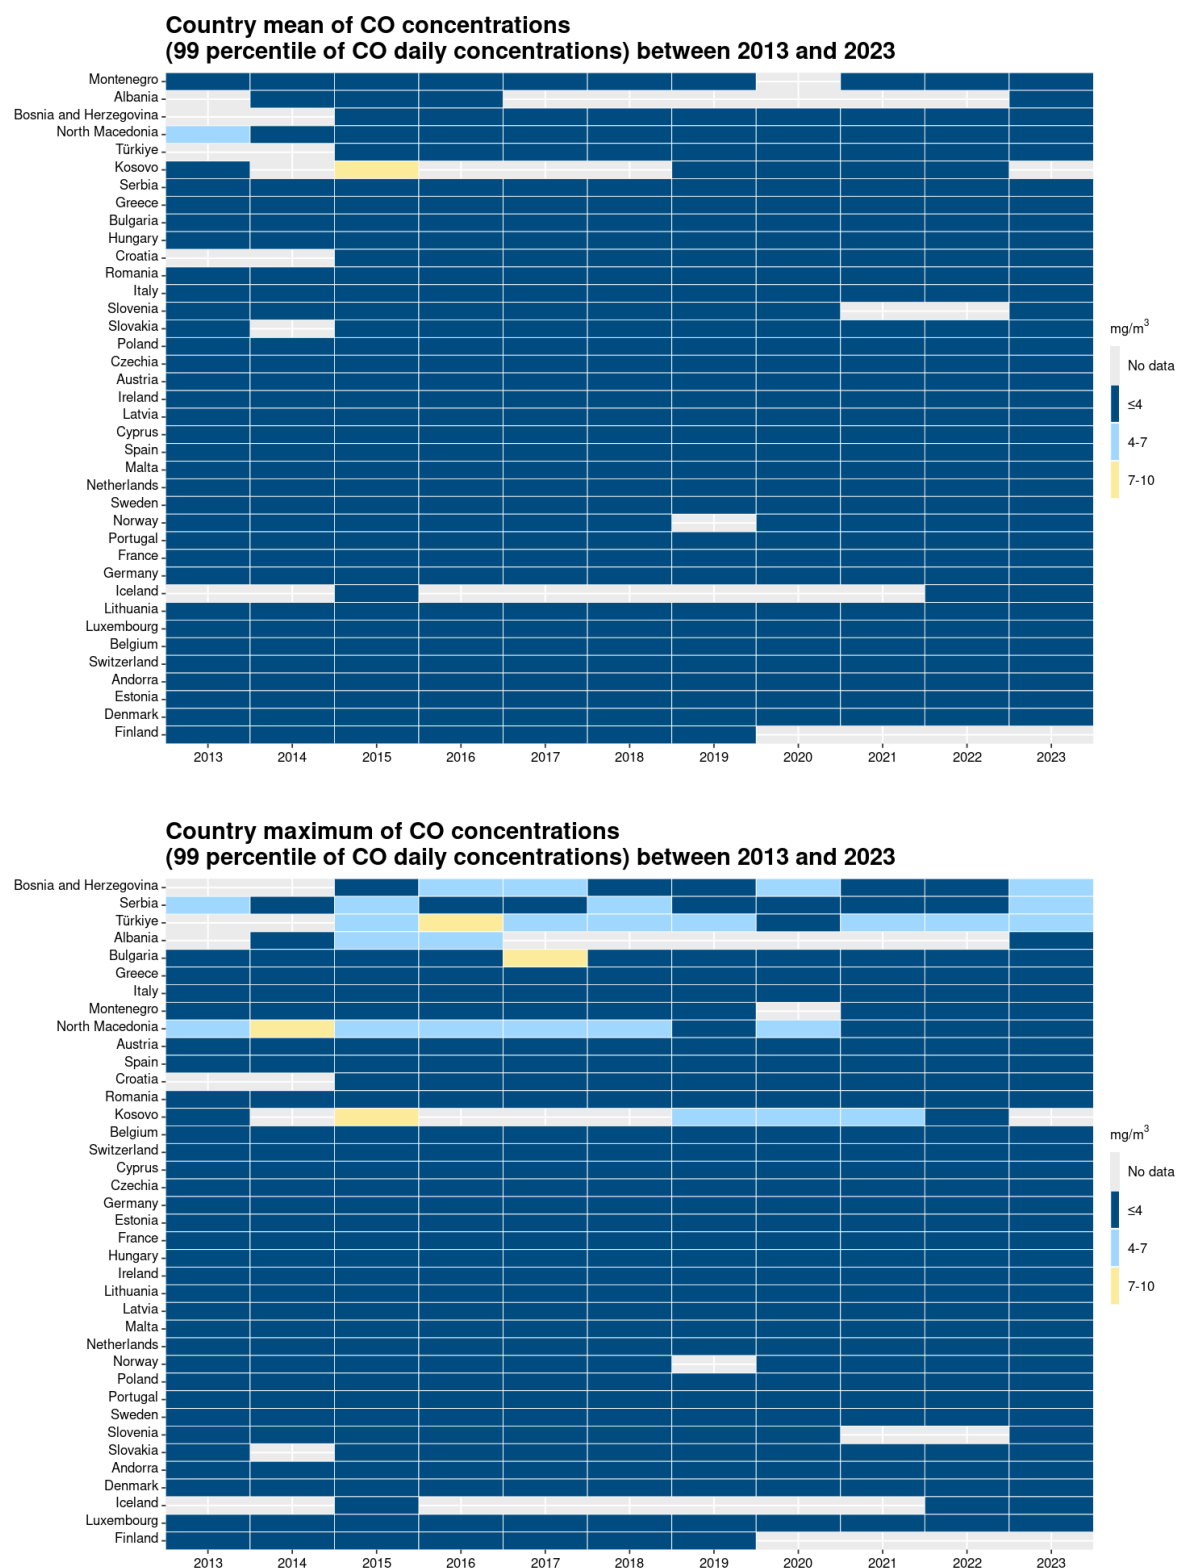 Country mean of CO concentrations
(99 percentile of CO daily concentrations) between 2013 and 2023
Montenegro
Albania
Bosnia and Herzegovina
North Macedonia
Türkiye
Kosovo
Serbia
Greece
Bulgaria
Hungary
Croatia
Romania
Italy
Slovenia
Slovakia
Poland
Czechia
Austria
Ireland
Latvia
Cyprus
Spain
Malta
Netherlands
Sweden
Norway
Portugal
France
Germany
Iceland
Lithuania
Luxembourg
Belgium
Switzerland
Andorra
Estonia
Denmark
Finland
2013 2014 2015 2016 2017 2018 2019 2020 2021 2022 2023
mg/m³
No data
≤4
4-7
7-10
Country maximum of CO concentrations
(99 percentile of CO daily concentrations) between 2013 and 2023
Bosnia and Herzegovina
Serbia
Türkiye
Albania
Bulgaria
Greece
Italy
Montenegro
North Macedonia
Austria
Spain
Croatia
Romania
Kosovo
Belgium
Switzerland
Cyprus
Czechia
Germany
Estonia
France
Hungary
Ireland
Lithuania
Latvia
Malta
Netherlands
Norway
Poland
Portugal
Sweden
Slovenia
Slovakia
Andorra
Denmark
Iceland
Luxembourg
Finland
2013 2014 2015 2016 2017 2018 2019 2020 2021 2022 2023
mg/m³
No data
≤4
4-7
7-10